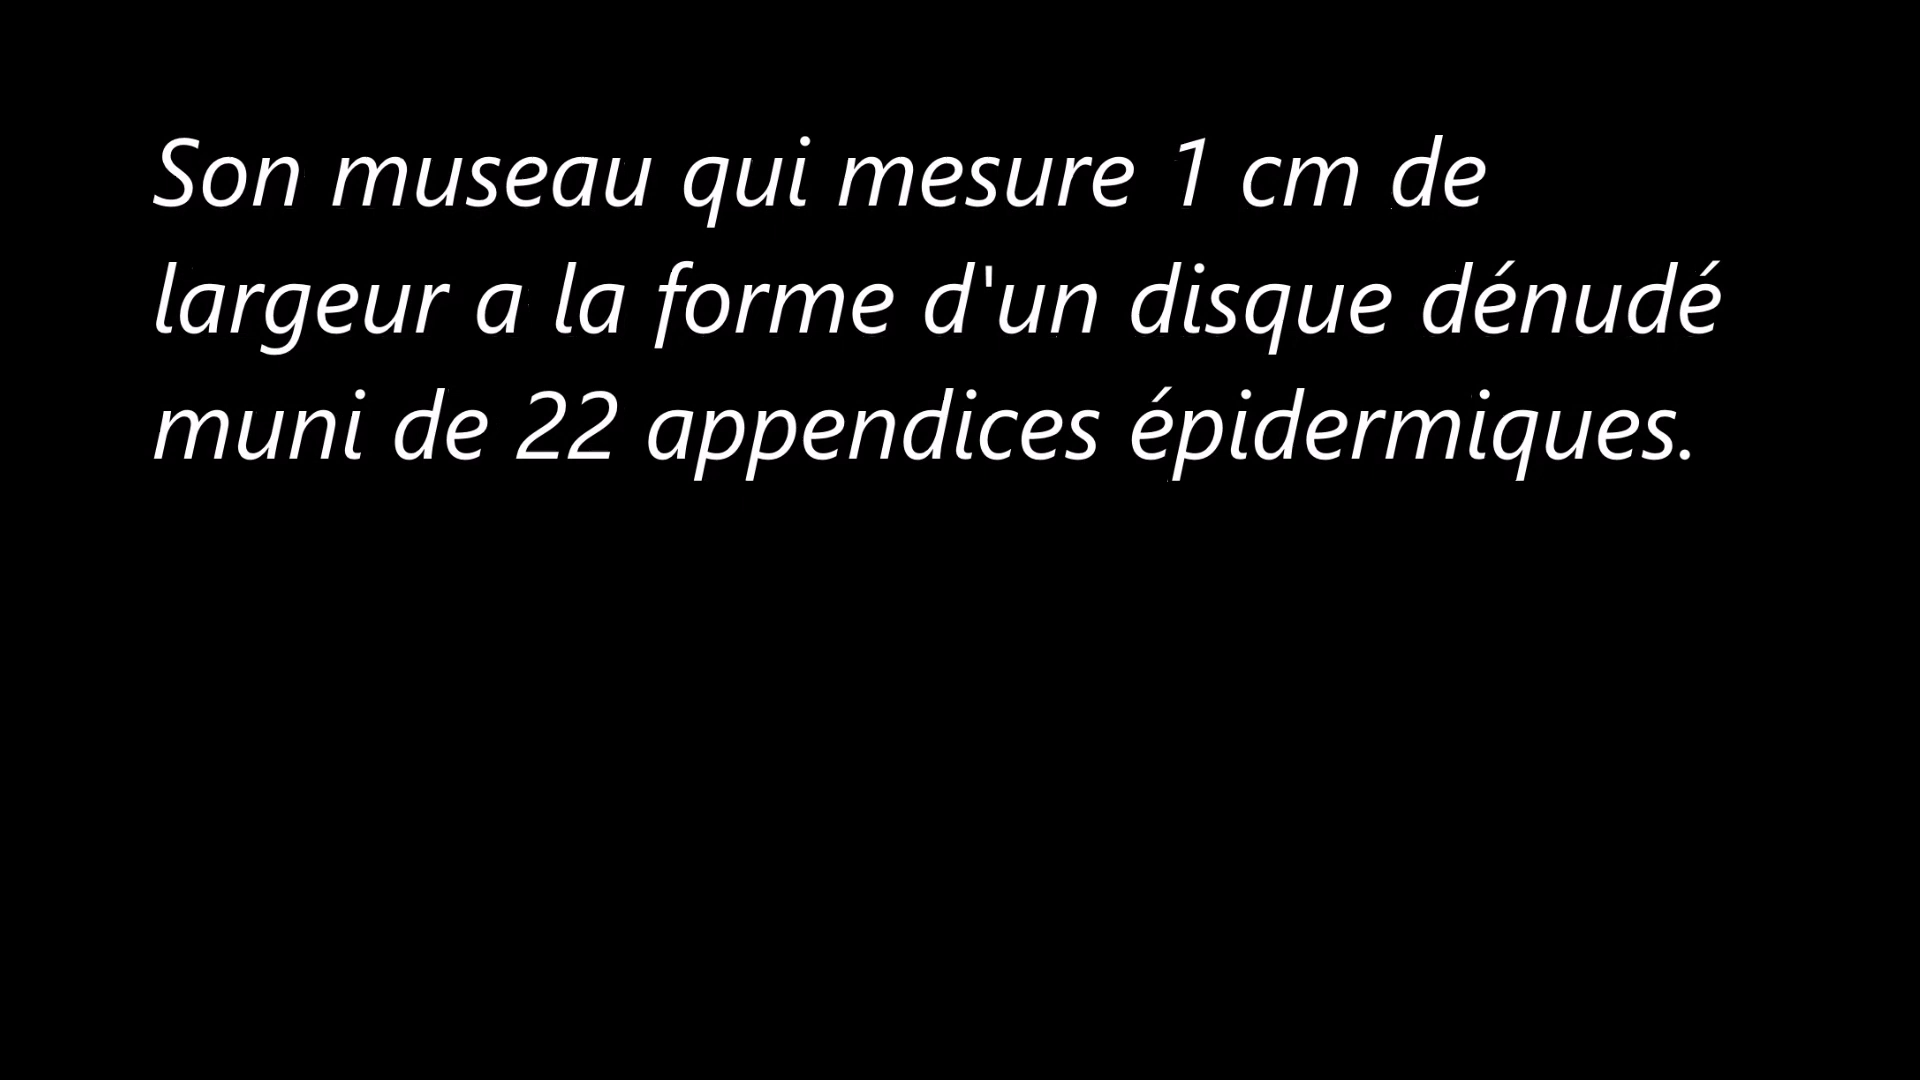 Son museau qui mesure 1 cm de
largeur a la forme d'un disque dénudé
muni de 22 appendices épidermiques.